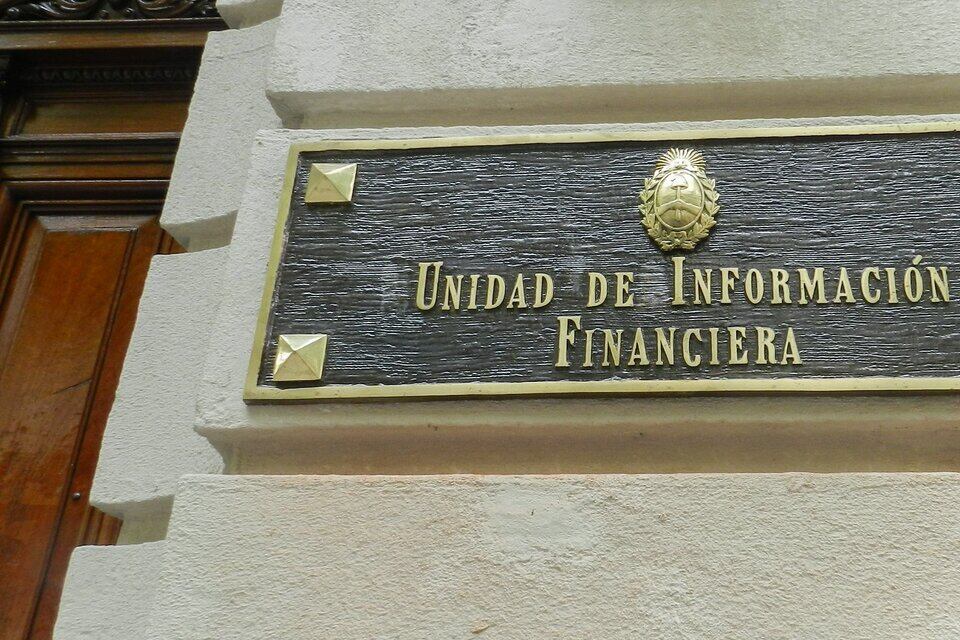 Unidad de Información
Financiera